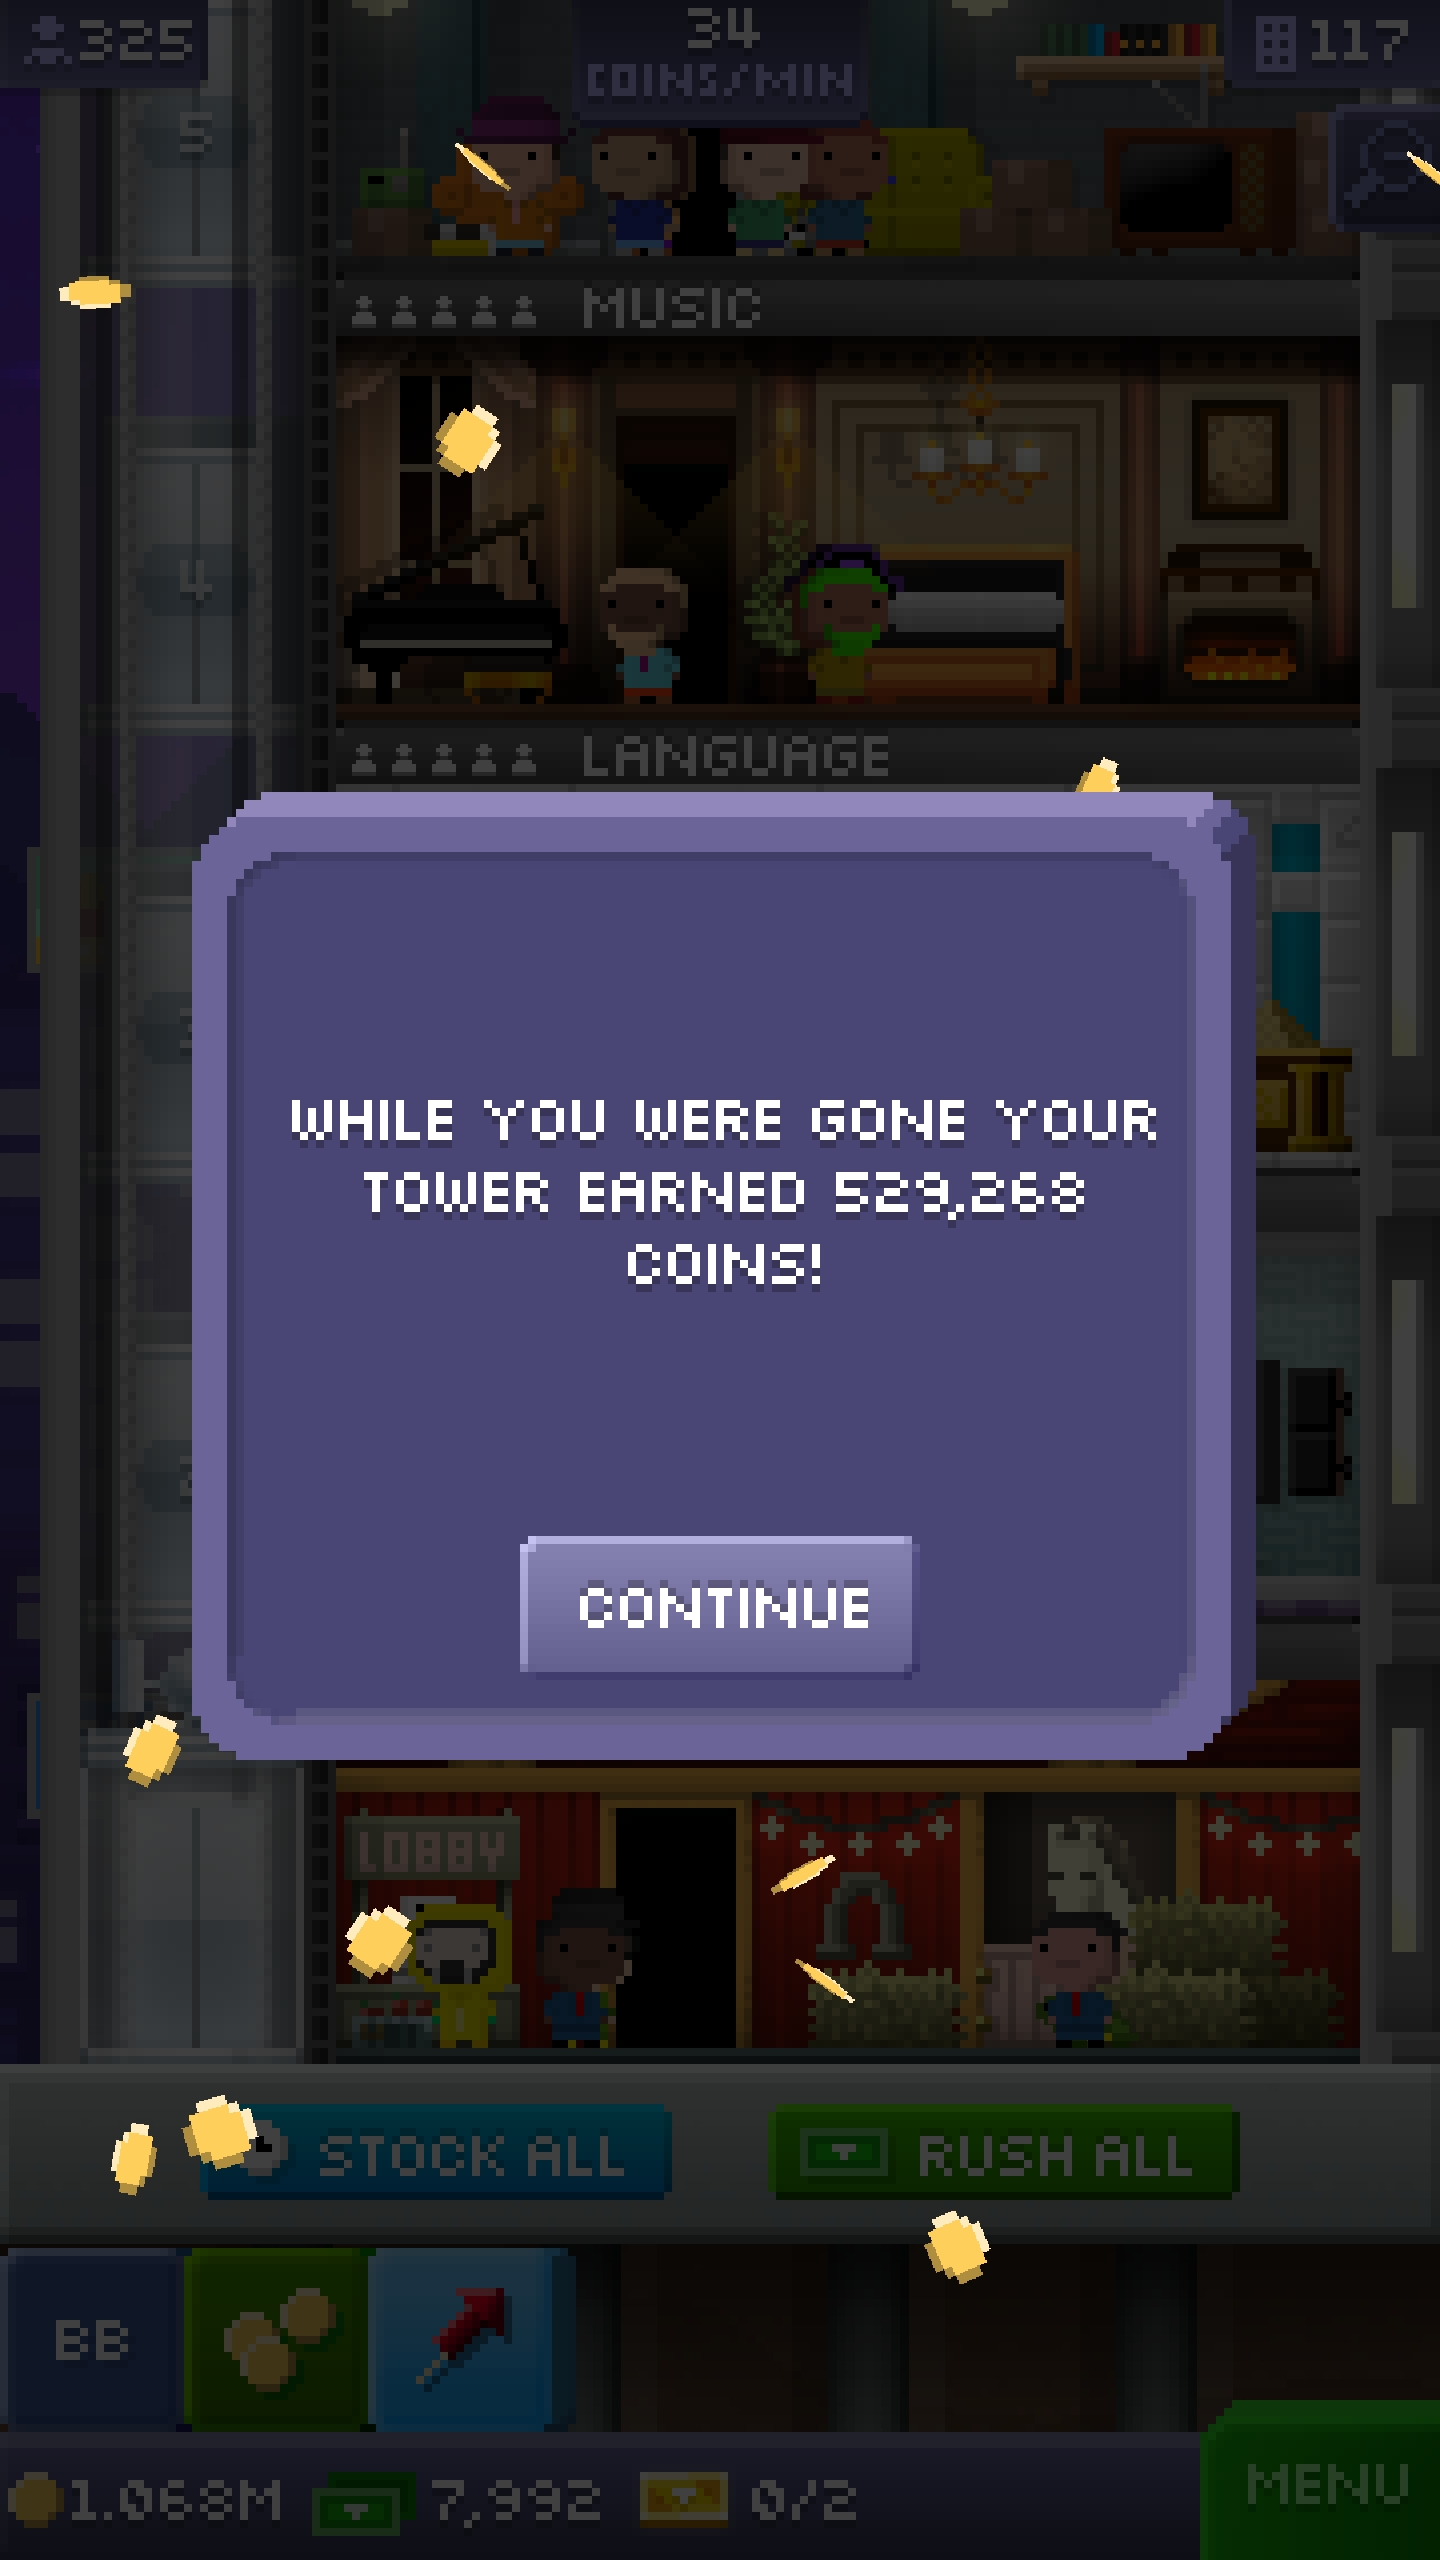 325
34
COINS/MIN
117
5
MUSIC
4
LANGUAGE
WHILE YOU WERE GONE YOUR
TOWER EARNED 529,268
COINS!
CONTINUE
LOBBY
STOCK ALL
RUSH ALL
BB
1.068M
7,992
0/2
MENU